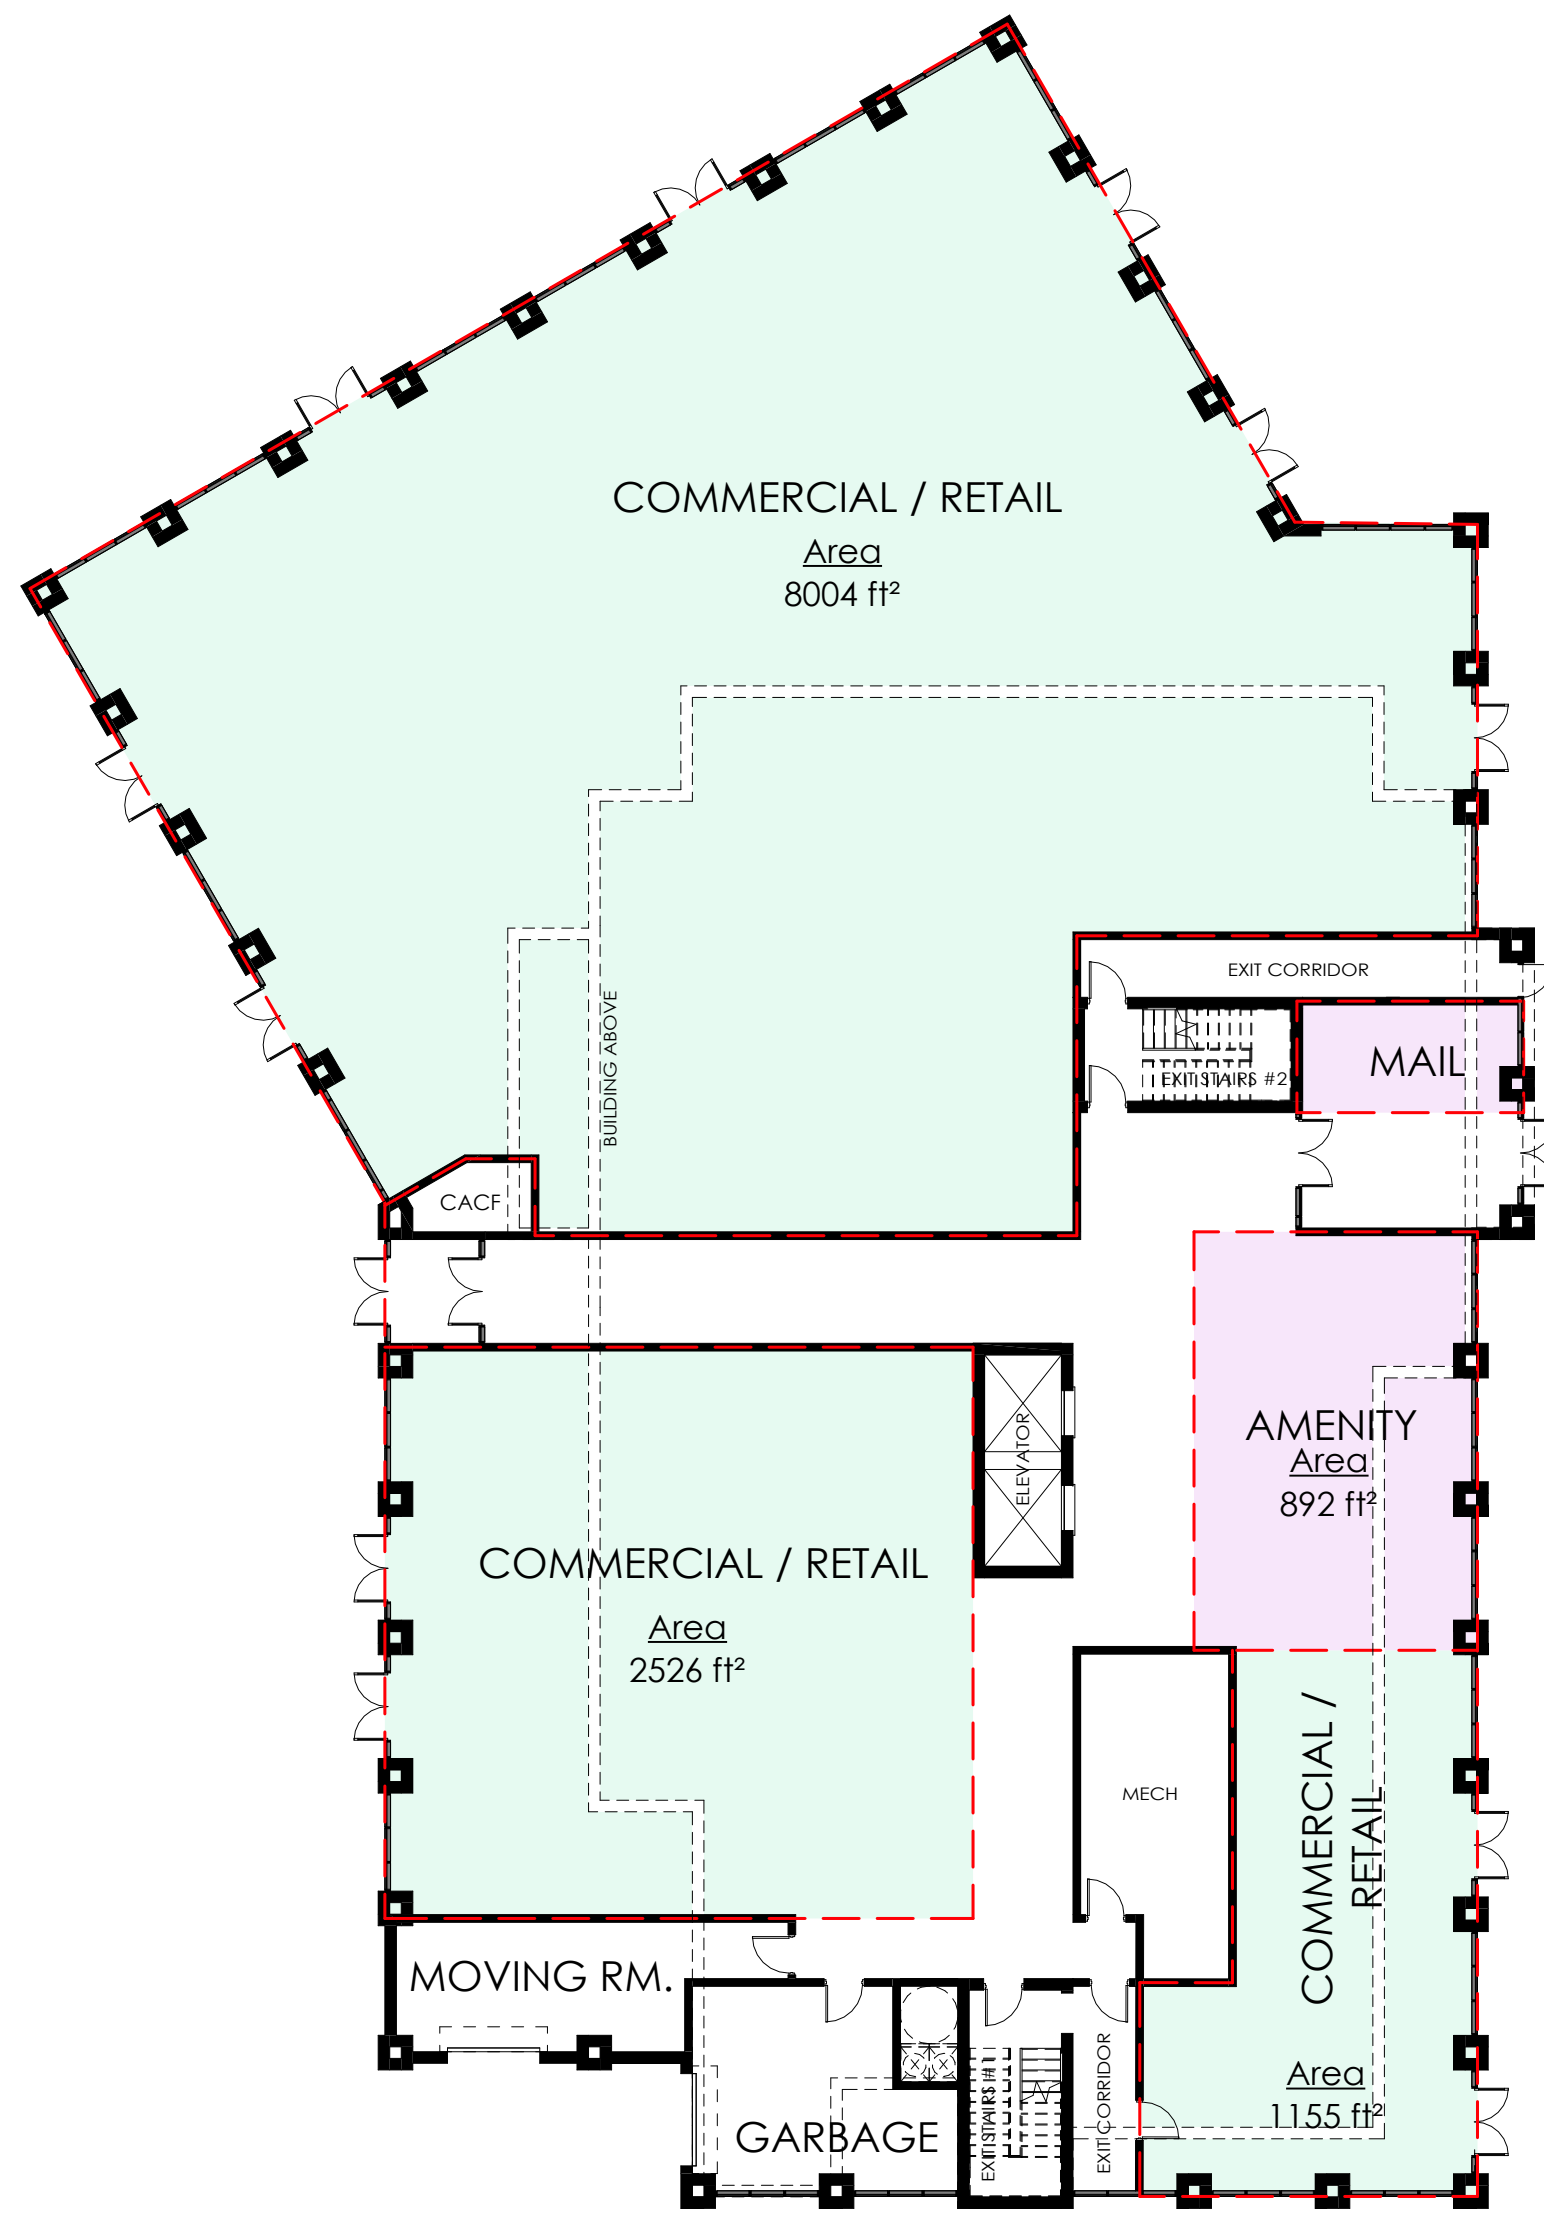 COMMERCIAL / RETAIL
Area
8004 ft²
BUILDING ABOVE
EXIT CORRIDOR
MAIL
EXIT STAIRS #2
CACF
AMENITY
Area
892 ft²
ELEVATOR
COMMERCIAL / RETAIL
Area
2526 ft²
MECH
COMMERCIAL /
RETAIL
Area
1155 ft²
MOVING RM.
GARBAGE
EXIT STAIRS #1
EXIT CORRIDOR